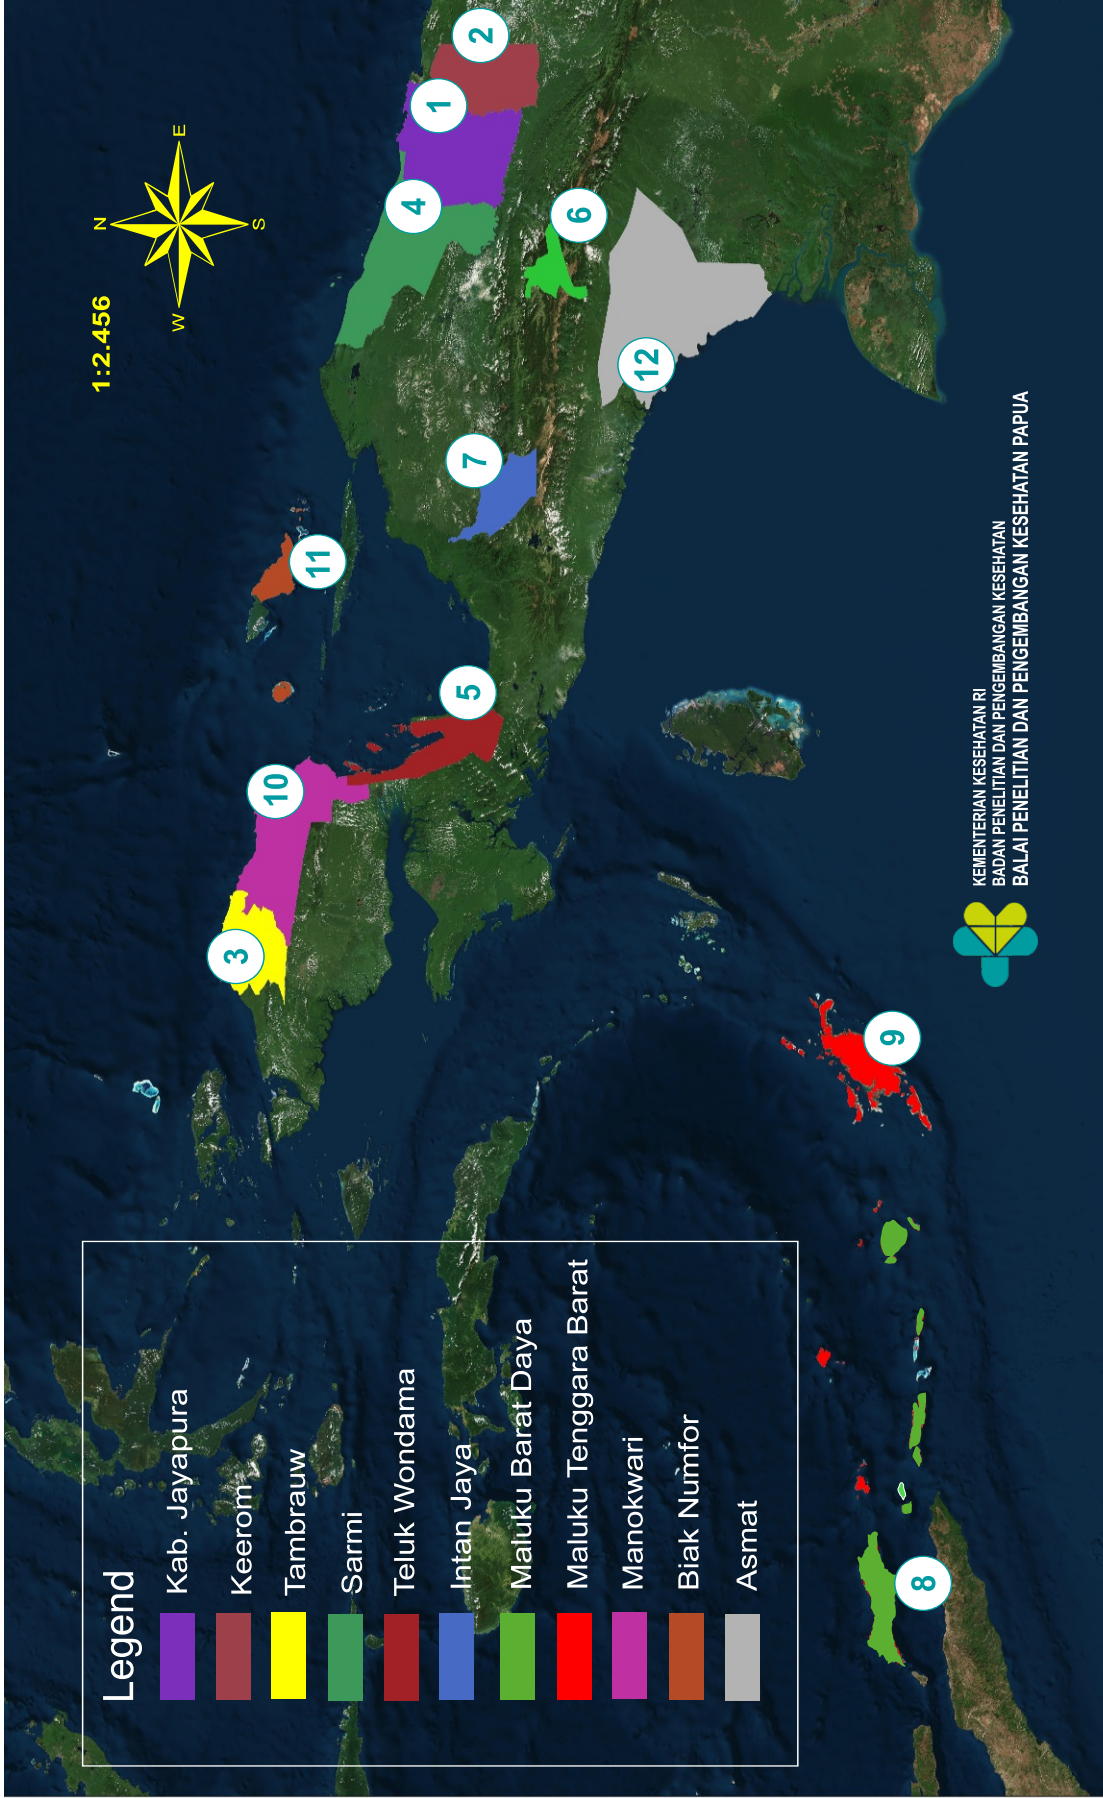 1:2.456
N
E
S
W
1
2
3
4
5
6
7
8
9
10
11
12
Legend
Kab. Jayapura
Keerom
Tambrauw
Sarmi
Teluk Wondama
Intan Jaya
Maluku Barat Daya
Maluku Tenggara Barat
Manokwari
Biak Numfor
Asmat
KEMENTERIAN KESEHATAN RI
BADAN PENELITIAN DAN PENGEMBANGAN KESEHATAN
BALAI PENELITIAN DAN PENGEMBANGAN KESEHATAN PAPUA